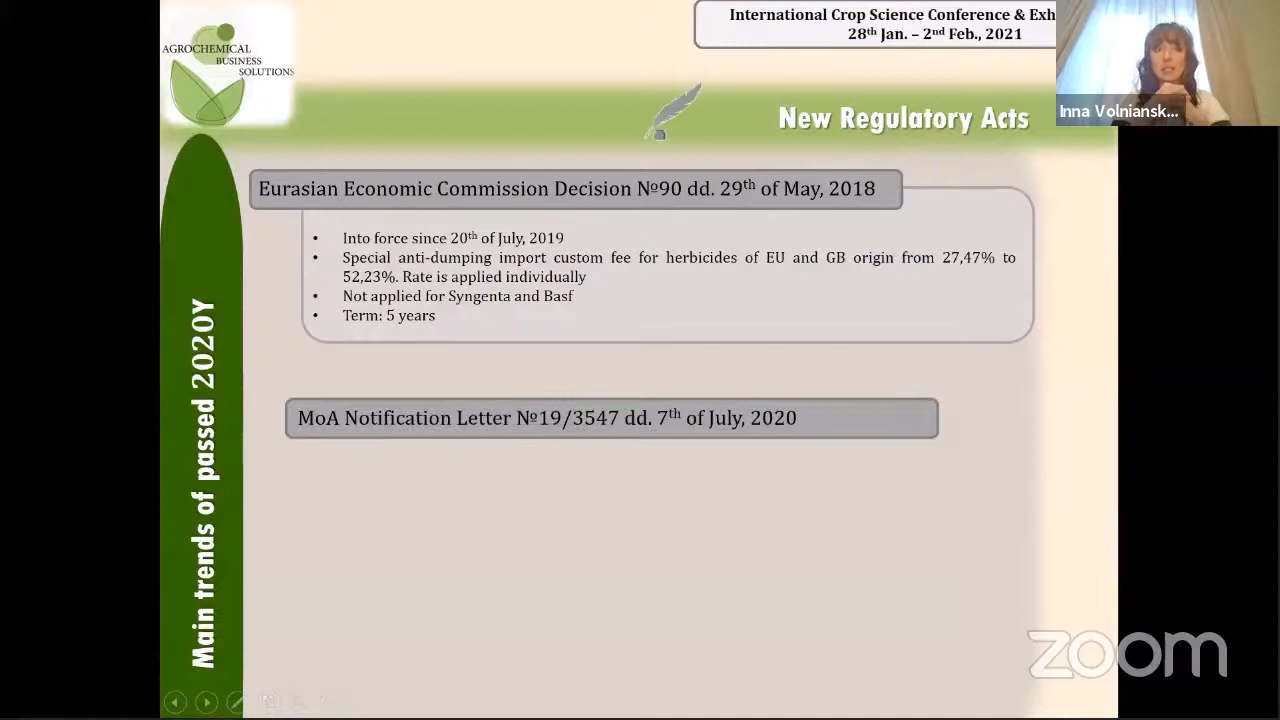 International Crop Science Conference & Exh
28th Jan. – 2nd Feb., 2021
AGROCHEMICAL
BUSINESS
SOLUTIONS
Inna Volniansk...
New Regulatory Acts
Eurasian Economic Commission Decision №90 dd. 29th of May, 2018
• Into force since 20th of July, 2019
• Special anti-dumping import custom fee for herbicides of EU and GB origin from 27,47% to
52,23%. Rate is applied individually
• Not applied for Syngenta and Basf
• Term: 5 years
Main trends of passed 2020Y
MoA Notification Letter №19/3547 dd. 7th of July, 2020
zoom